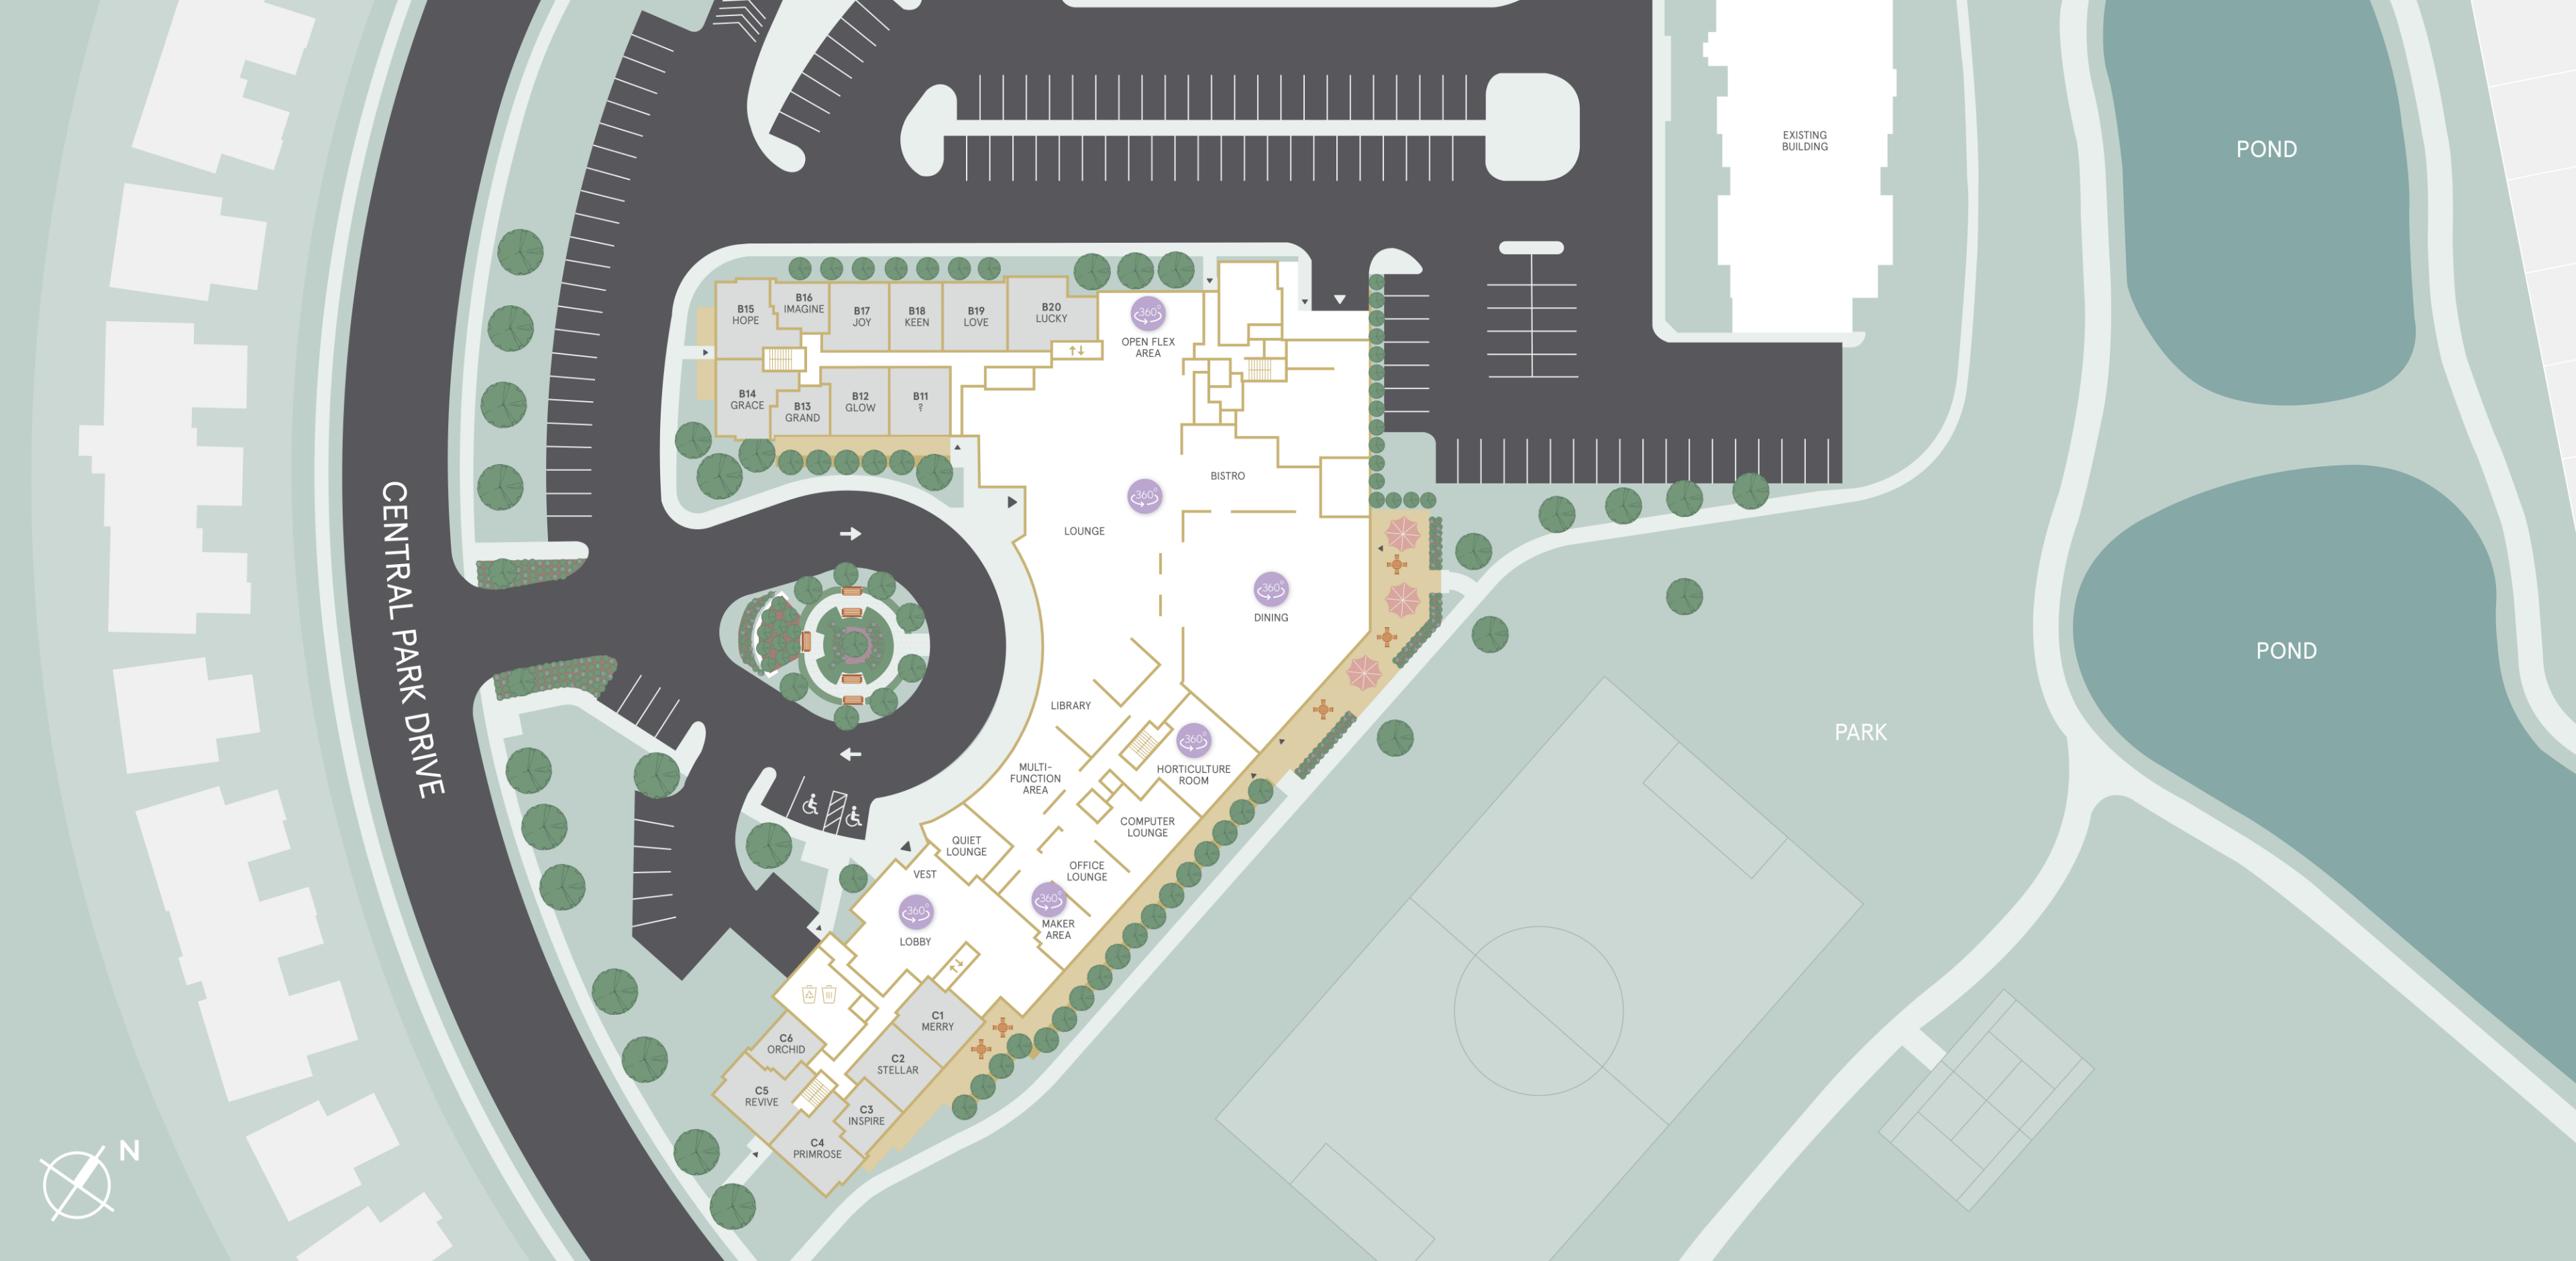 EXISTING
BUILDING
POND
B15
HOPE
B16
IMAGINE
B17
JOY
B18
KEEN
B19
LOVE
B20
LUCKY
360°
OPEN FLEX
AREA
B14
GRACE
B13
GRAND
B12
GLOW
B11
?
BISTRO
360°
LOUNGE
360°
DINING
CENTRAL PARK DRIVE
POND
LIBRARY
PARK
360°
HORTICULTURE
ROOM
MULTI-
FUNCTION
AREA
COMPUTER
LOUNGE
QUIET
LOUNGE
OFFICE
LOUNGE
VEST
360°
LOBBY
360°
MAKER
AREA
C1
MERRY
C6
ORCHID
C2
STELLAR
C5
REVIVE
C3
INSPIRE
C4
PRIMROSE
N